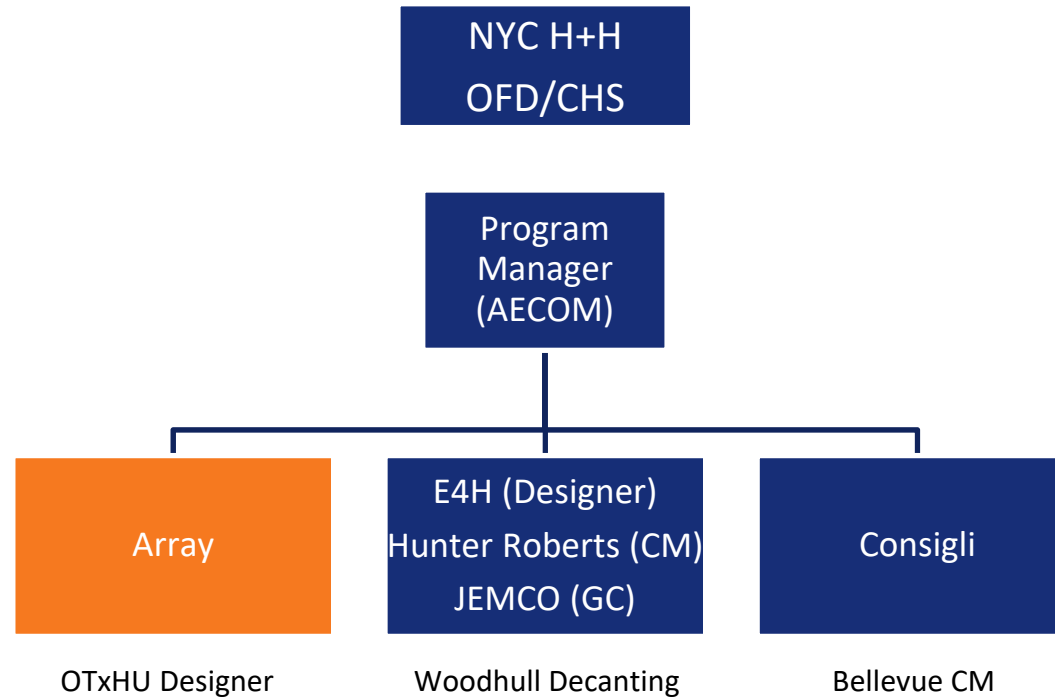 NYC H+H
OFD/CHS
Program
Manager
(AECOM)
Array
E4H (Designer)
Hunter Roberts (CM)
JEMCO (GC)
Consigli
OTxHU Designer
Woodhull Decanting
Bellevue CM